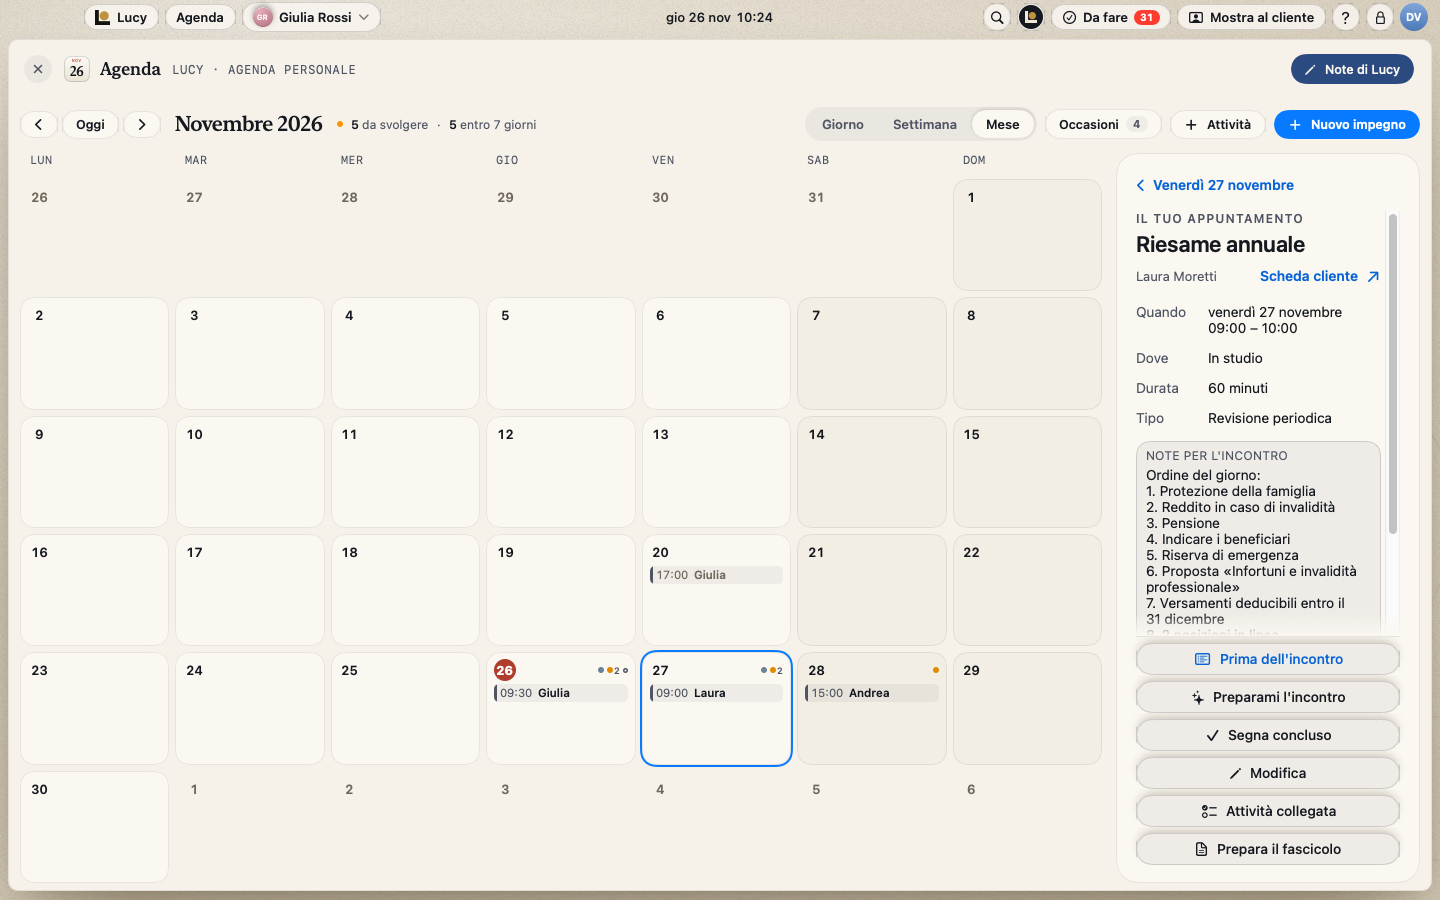 Lucy
Agenda
GR Giulia Rossi
gio 26 nov 10:24
Da fare 31
Mostra al cliente
?
DV
NOV
26
Agenda LUCY · AGENDA PERSONALE
Note di Lucy
Oggi
Novembre 2026
5 da svolgere · 5 entro 7 giorni
Giorno Settimana Mese
Occasioni 4
+ Attività
+ Nuovo impegno
LUN MAR MER GIO VEN SAB DOM
26 27 28 29 30 31 1
2 3 4 5 6 7 8
9 10 11 12 13 14 15
16 17 18 19 20 21 22
17:00 Giulia
23 24 25 26 2 27 2 28 29
09:30 Giulia 09:00 Laura 15:00 Andrea
30 1 2 3 4 5 6
Venerdì 27 novembre
IL TUO APPUNTAMENTO
Riesame annuale
Laura Moretti Scheda cliente
Quando venerdì 27 novembre
09:00 – 10:00
Dove In studio
Durata 60 minuti
Tipo Revisione periodica
NOTE PER L'INCONTRO
Ordine del giorno:
1. Protezione della famiglia
2. Reddito in caso di invalidità
3. Pensione
4. Indicare i beneficiari
5. Riserva di emergenza
6. Proposta «Infortuni e invalidità
professionale»
7. Versamenti deducibili entro il
31 dicembre
Prima dell'incontro
Preparami l'incontro
Segna concluso
Modifica
Attività collegata
Prepara il fascicolo